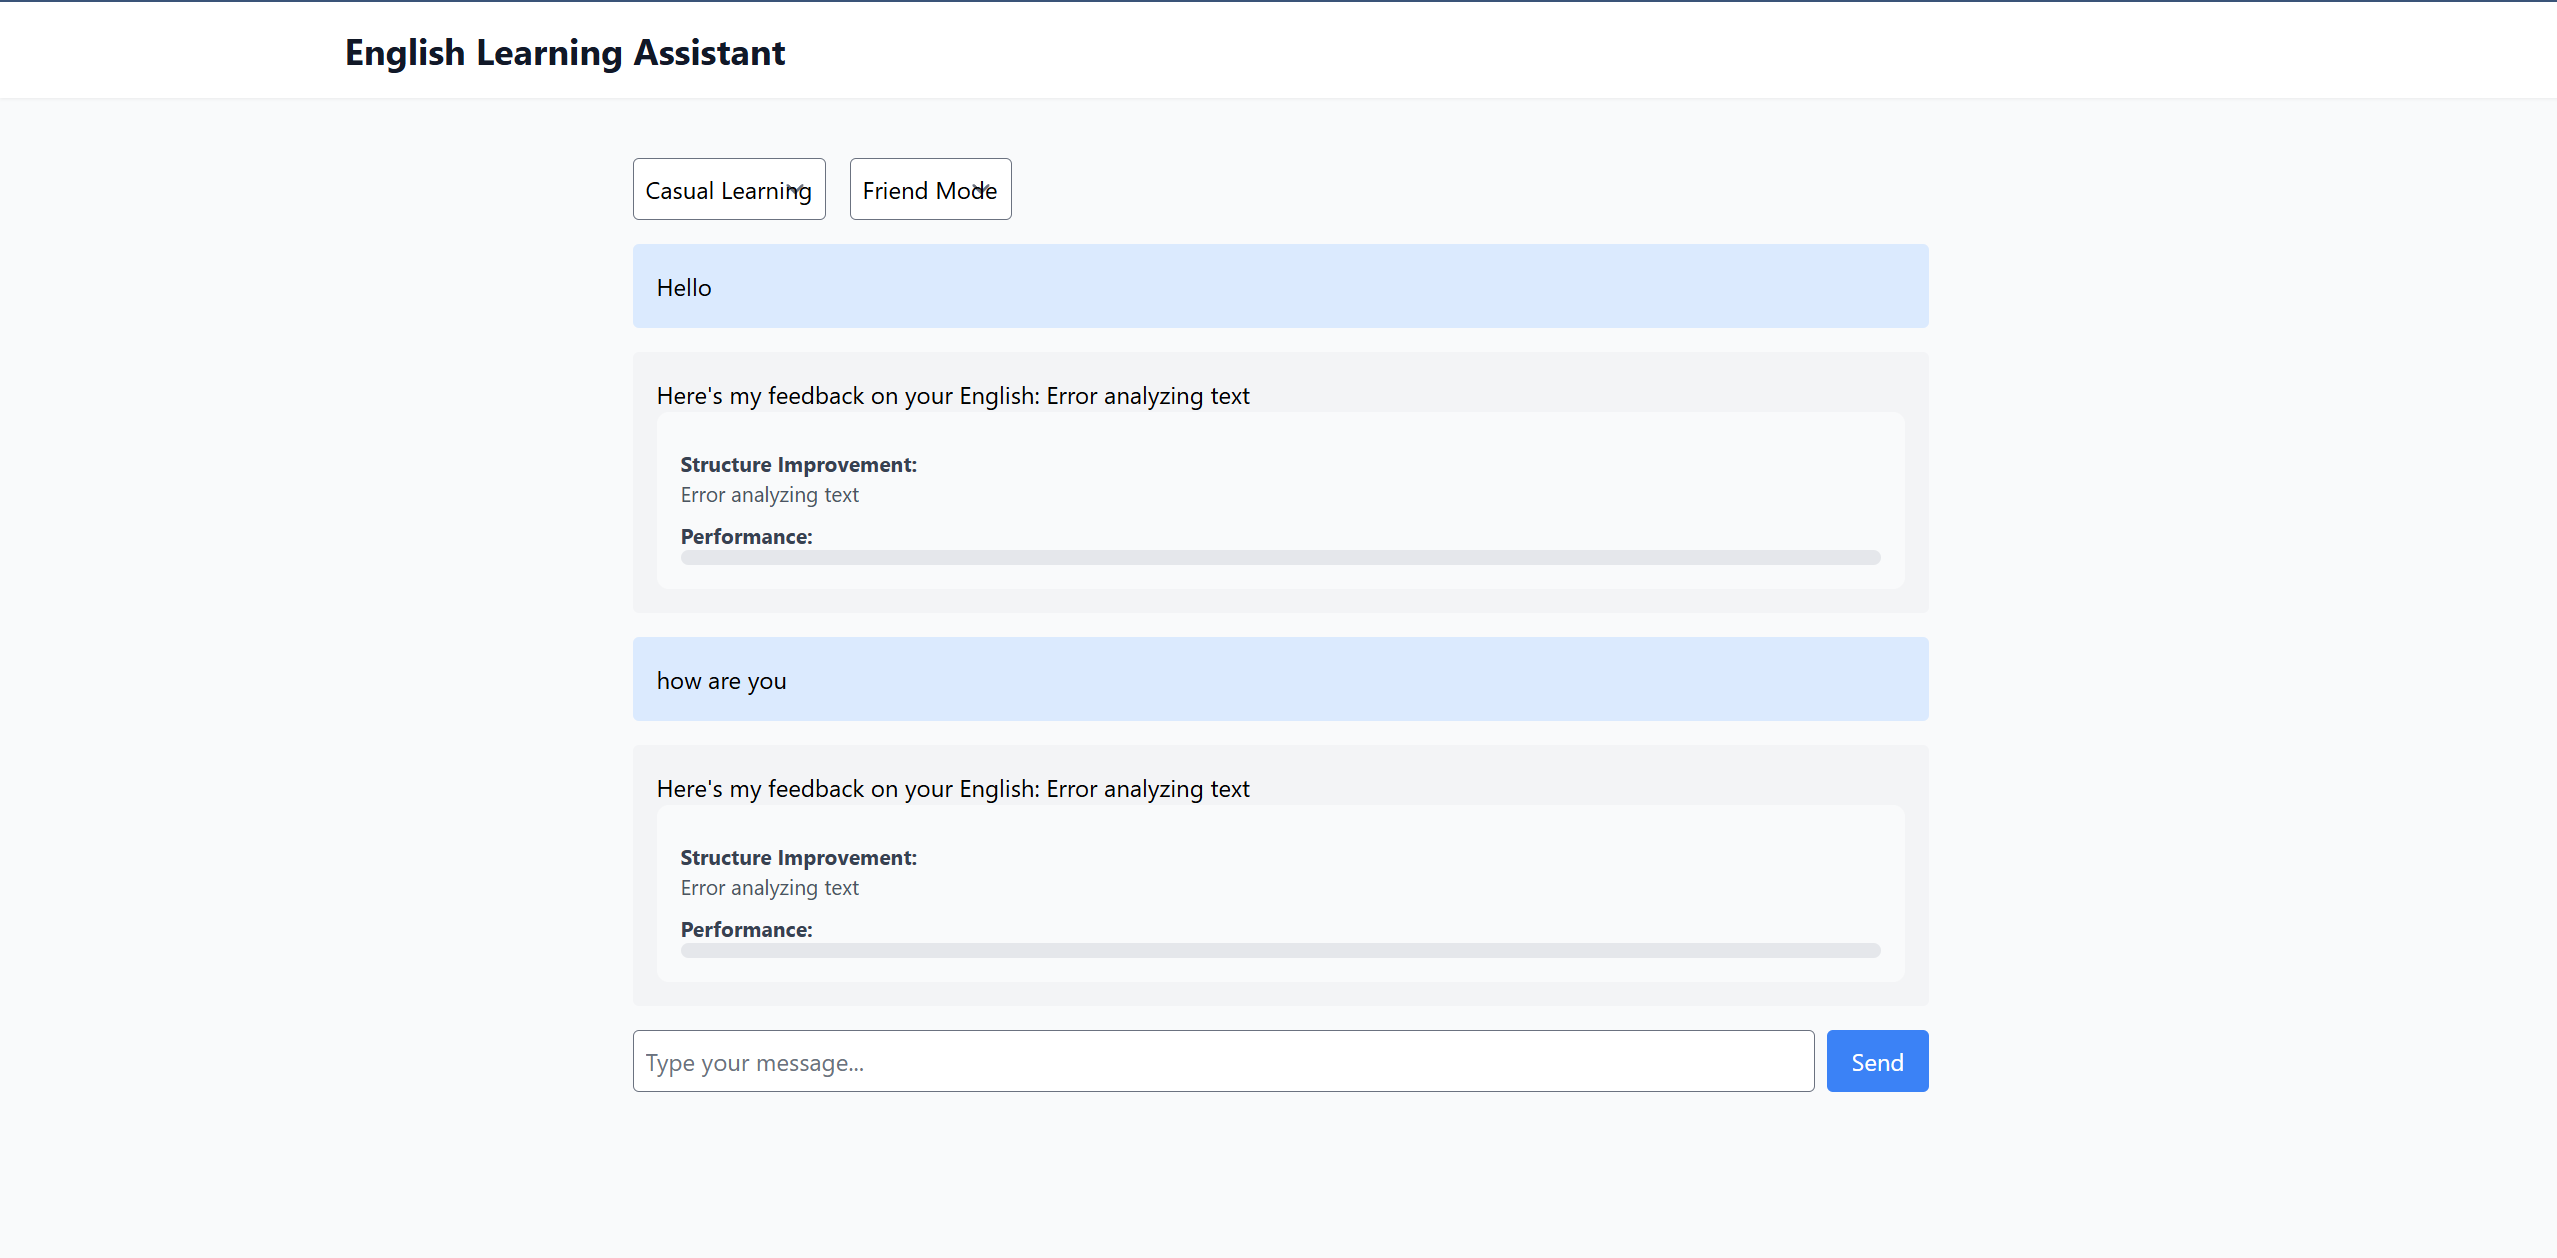 English Learning Assistant
Casual Learning
Friend Mode
Hello
Here's my feedback on your English: Error analyzing text
Structure Improvement:
Error analyzing text
Performance:
how are you
Here's my feedback on your English: Error analyzing text
Structure Improvement:
Error analyzing text
Performance:
Type your message...
Send